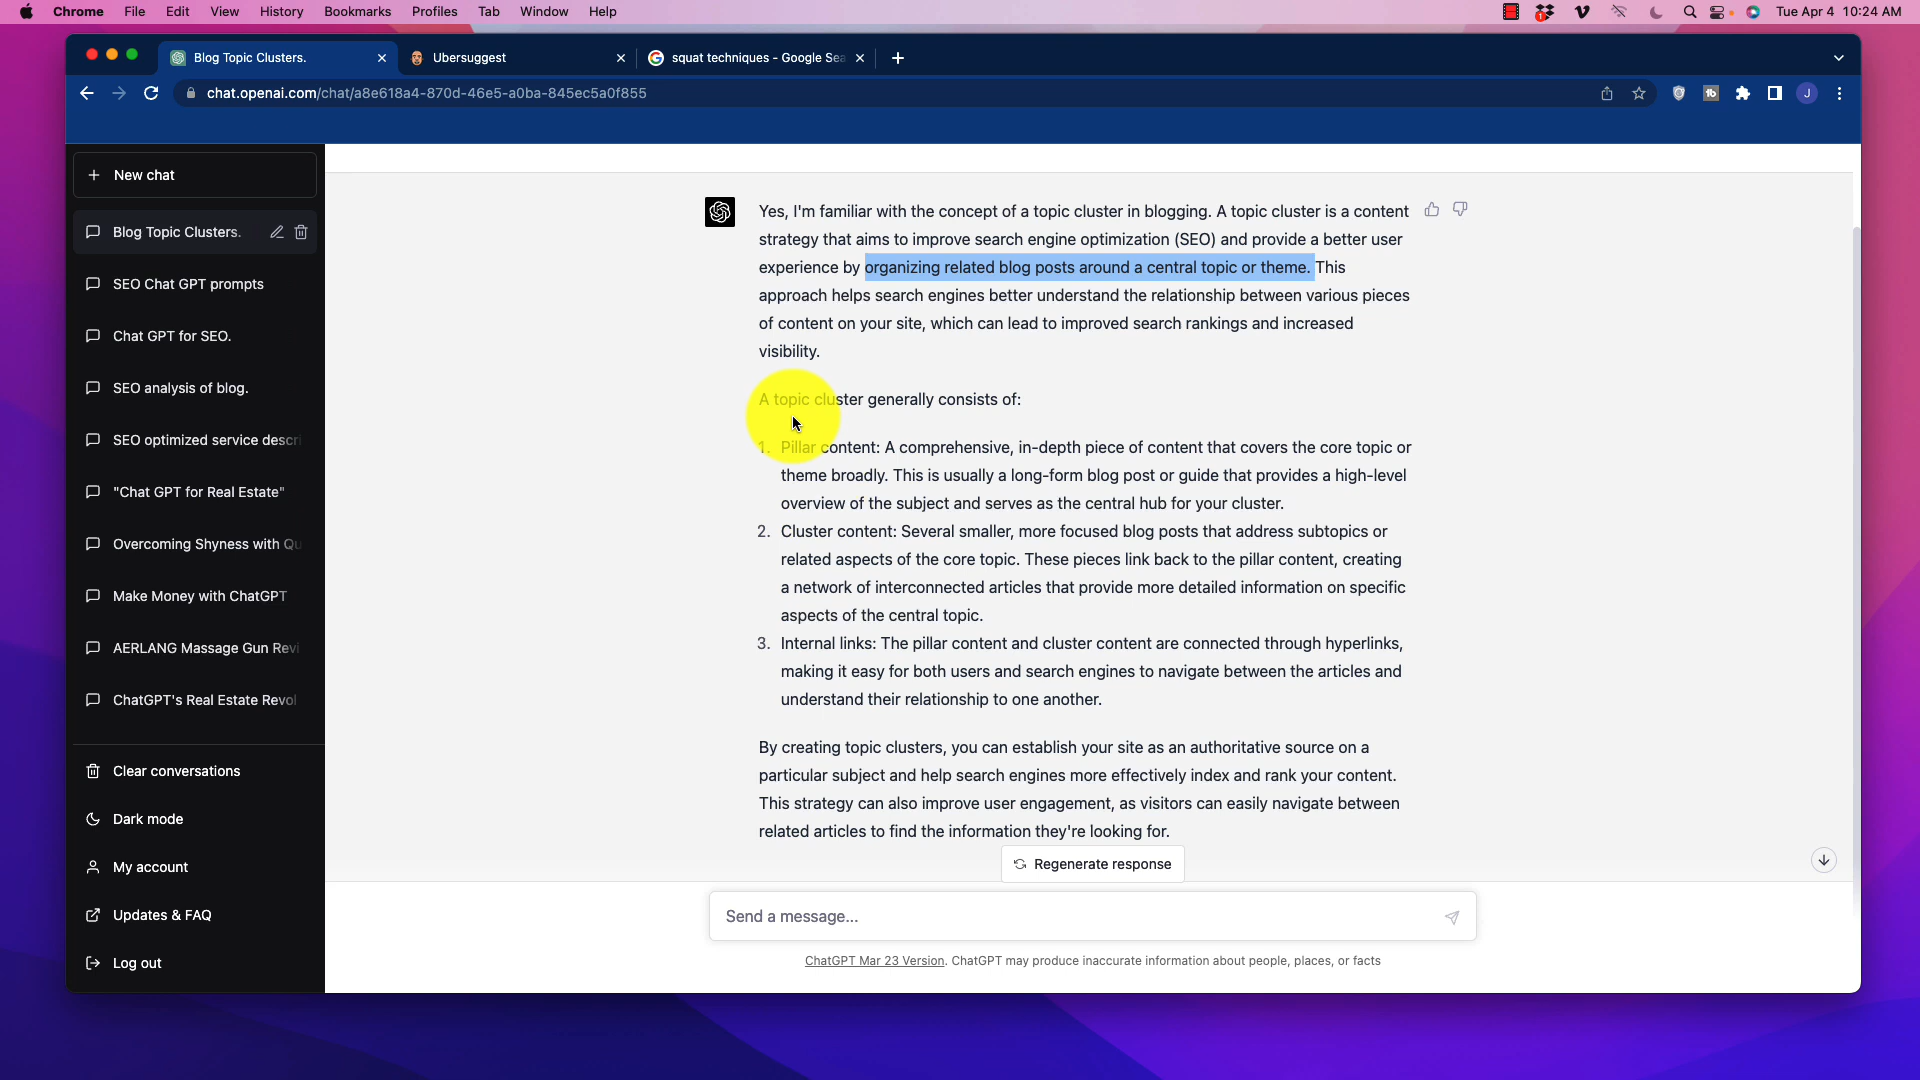 Chrome File Edit View History Bookmarks Profiles Tab Window Help
1
Tue Apr 4 10:24 AM
Blog Topic Clusters.
Ubersuggest
squat techniques - Google Sea
chat.openai.com/chat/a8e618a4-870d-46e5-a0ba-845ec5a0f855
tb
J
New chat
Blog Topic Clusters.
SEO Chat GPT prompts
Chat GPT for SEO.
SEO analysis of blog.
SEO optimized service descri
"Chat GPT for Real Estate"
Overcoming Shyness with Qu
Make Money with ChatGPT
AERLANG Massage Gun Revi
ChatGPT's Real Estate Revol
Clear conversations
Dark mode
My account
Updates & FAQ
Log out
Yes, I'm familiar with the concept of a topic cluster in blogging. A topic cluster is a content
strategy that aims to improve search engine optimization (SEO) and provide a better user
experience by organizing related blog posts around a central topic or theme. This
approach helps search engines better understand the relationship between various pieces
of content on your site, which can lead to improved search rankings and increased
visibility.
A topic cluster generally consists of:
1. Pillar content: A comprehensive, in-depth piece of content that covers the core topic or
theme broadly. This is usually a long-form blog post or guide that provides a high-level
overview of the subject and serves as the central hub for your cluster.
2. Cluster content: Several smaller, more focused blog posts that address subtopics or
related aspects of the core topic. These pieces link back to the pillar content, creating
a network of interconnected articles that provide more detailed information on specific
aspects of the central topic.
3. Internal links: The pillar content and cluster content are connected through hyperlinks,
making it easy for both users and search engines to navigate between the articles and
understand their relationship to one another.
By creating topic clusters, you can establish your site as an authoritative source on a
particular subject and help search engines more effectively index and rank your content.
This strategy can also improve user engagement, as visitors can easily navigate between
related articles to find the information they're looking for.
Regenerate response
Send a message...
ChatGPT Mar 23 Version. ChatGPT may produce inaccurate information about people, places, or facts